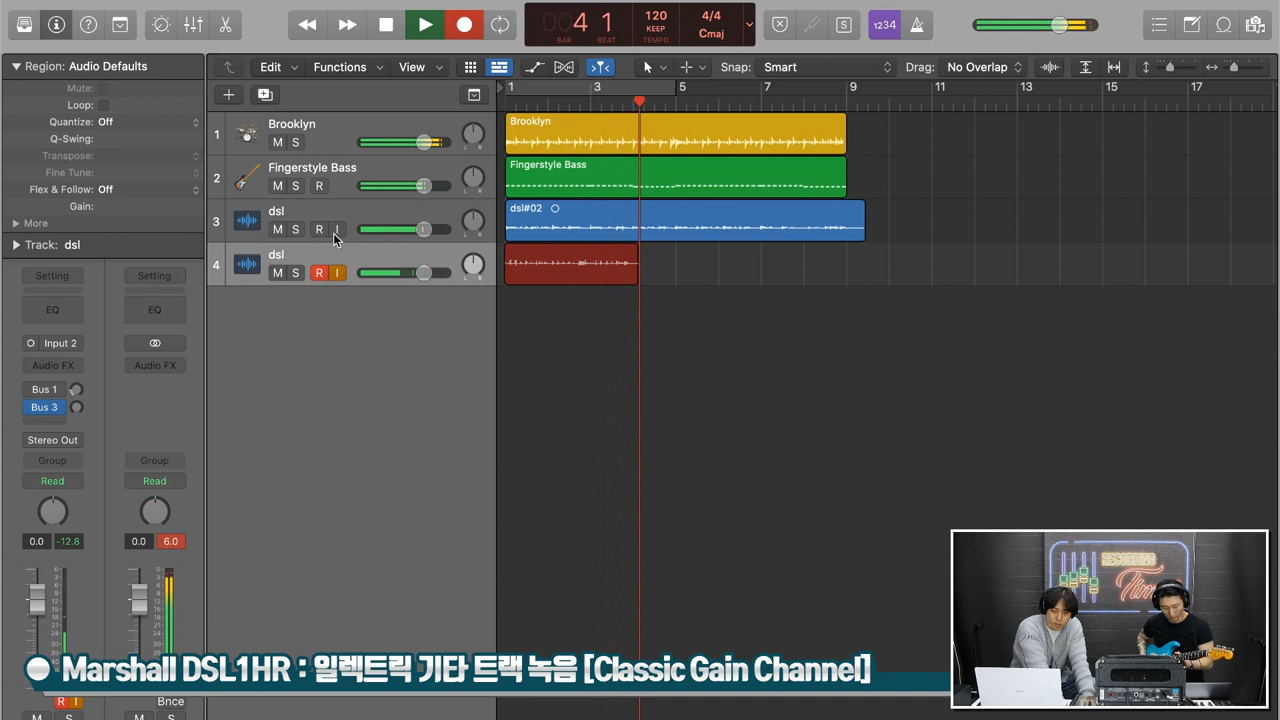 4 1
BAR BEAT
120
KEEP
TEMPO
4/4
Cmaj
1234
S
Region: Audio Defaults
Mute:
Loop:
Quantize: Off
Q-Swing:
Transpose:
Fine Tune:
Flex & Follow: Off
Gain:
More
Track: dsl
Edit Functions View
Snap: Smart
Drag: No Overlap
1 3 5 7 9 11 13 15 17
1 Brooklyn
M S
L R
2 Fingerstyle Bass
M S R
L R
3 dsl
M S R I
L R
4 dsl
M S R I
L R
Brooklyn
Fingerstyle Bass
dsl#02
Setting Setting
EQ EQ
Input 2
Audio FX Audio FX
Bus 1
Bus 3
Stereo Out
Group Group
Read Read
0.0 -12.8 0.0 6.0
R I Bnce
M S M S
RECORDING
Time
Marshall DSL1HR : 일렉트릭 기타 트랙 녹음 [Classic Gain Channel]